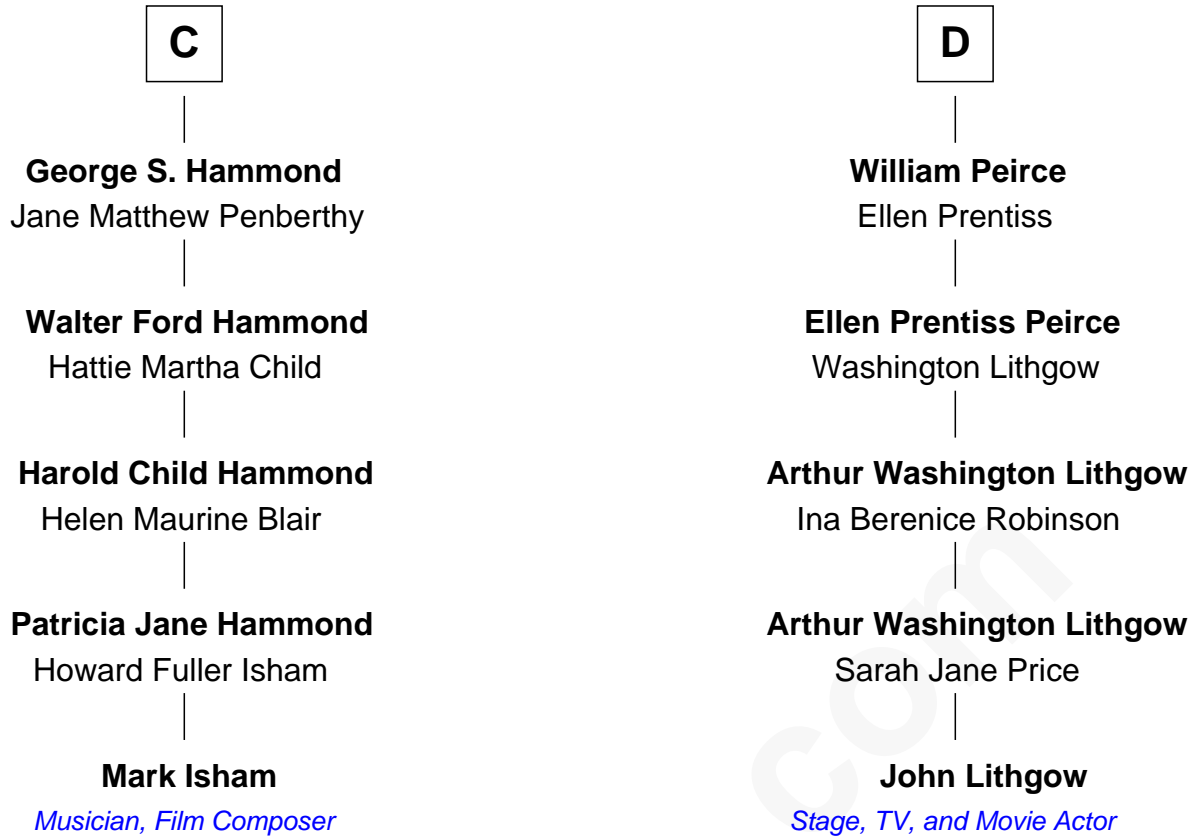 C
George S. Hammond
Jane Matthew Penberthy
Walter Ford Hammond
Hattie Martha Child
Harold Child Hammond
Helen Maurine Blair
Patricia Jane Hammond
Howard Fuller Isham
Mark Isham
Musician, Film Composer
D
William Peirce
Ellen Prentiss
Ellen Prentiss Peirce
Washington Lithgow
Arthur Washington Lithgow
Ina Berenice Robinson
Arthur Washington Lithgow
Sarah Jane Price
John Lithgow
Stage, TV, and Movie Actor
com